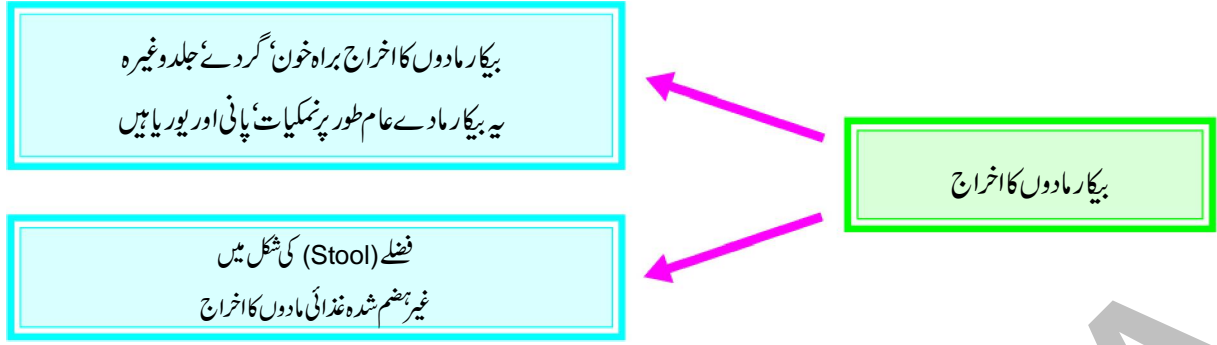 بیکار مادوں کا اخراج
بیکار مادوں کا اخراج براہ خون، گردے، جلد وغیرہ
یہ بیکار مادے عام طور پر نمکیات، پانی اور یوریا ہیں
فضلے (Stool) کی شکل میں
غیر ہضم شدہ غذائی مادوں کا اخراج